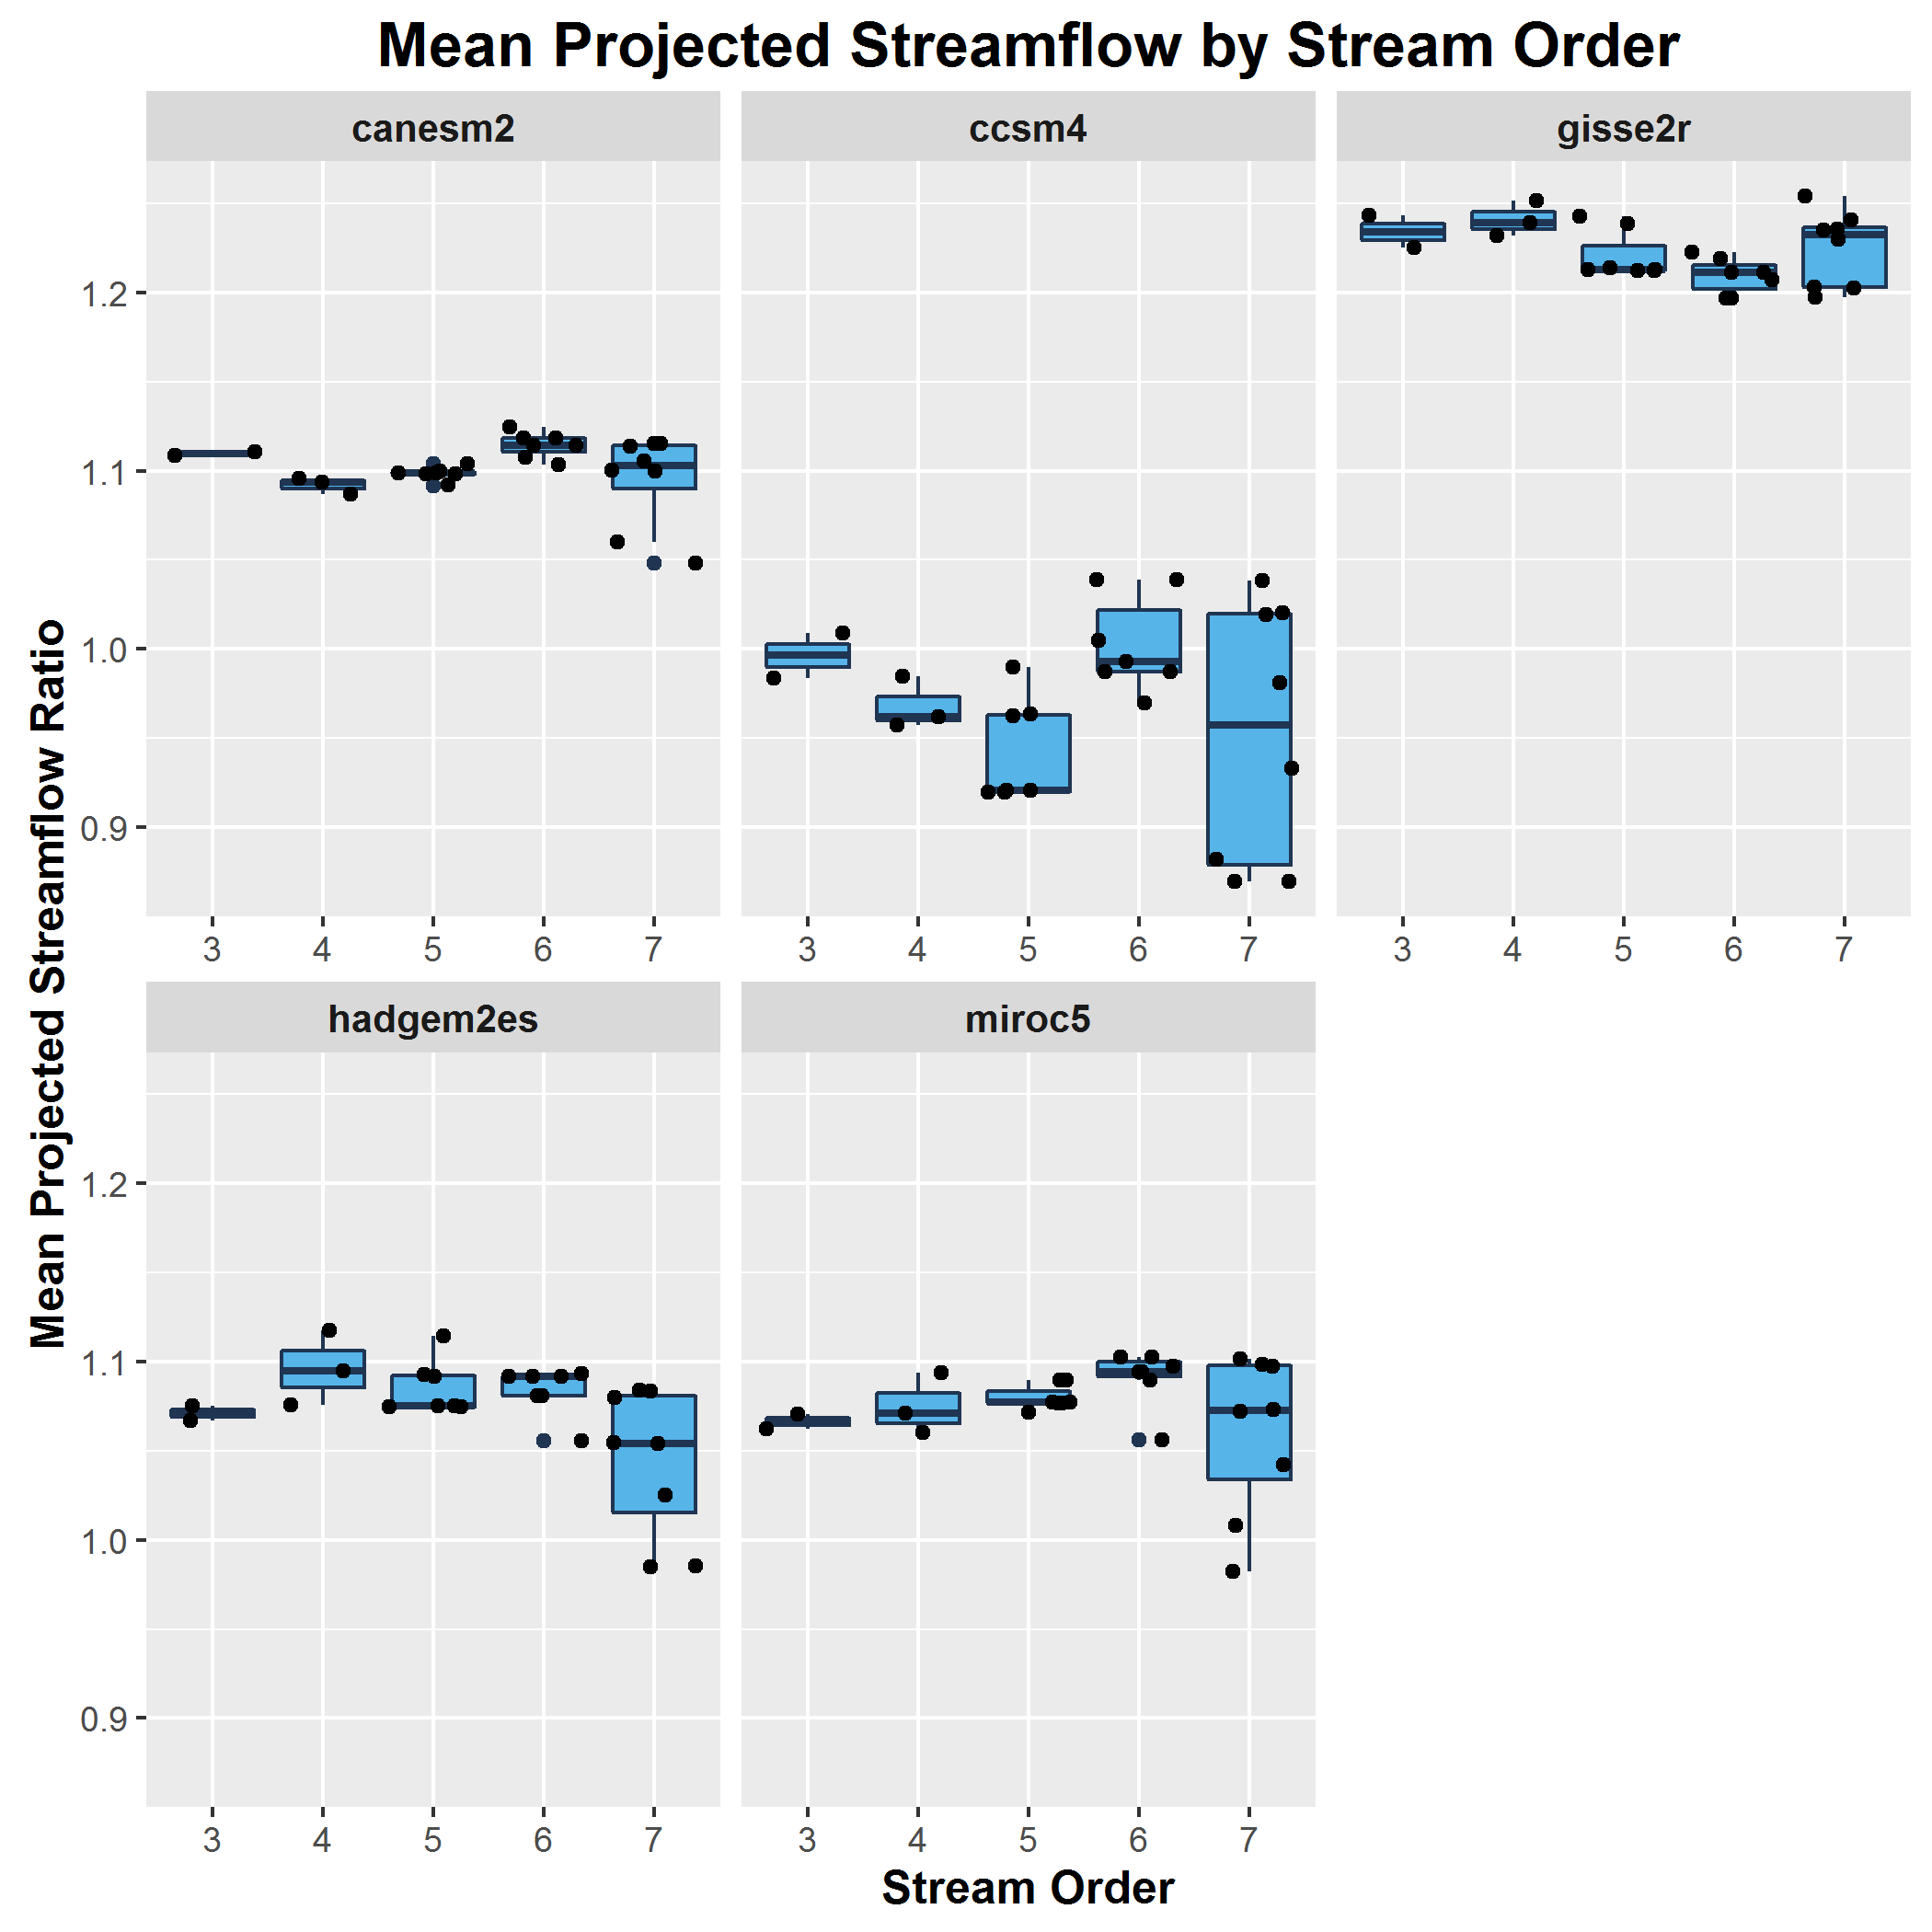 Mean Projected Streamflow by Stream Order
canesm2 ccsm4 gisse2r
1.2
1.1
1.0
0.9
3 4 5 6 7 3 4 5 6 7 3 4 5 6 7
hadgem2es miroc5
1.2
1.1
1.0
0.9
3 4 5 6 7 3 4 5 6 7
Mean Projected Streamflow Ratio
Stream Order